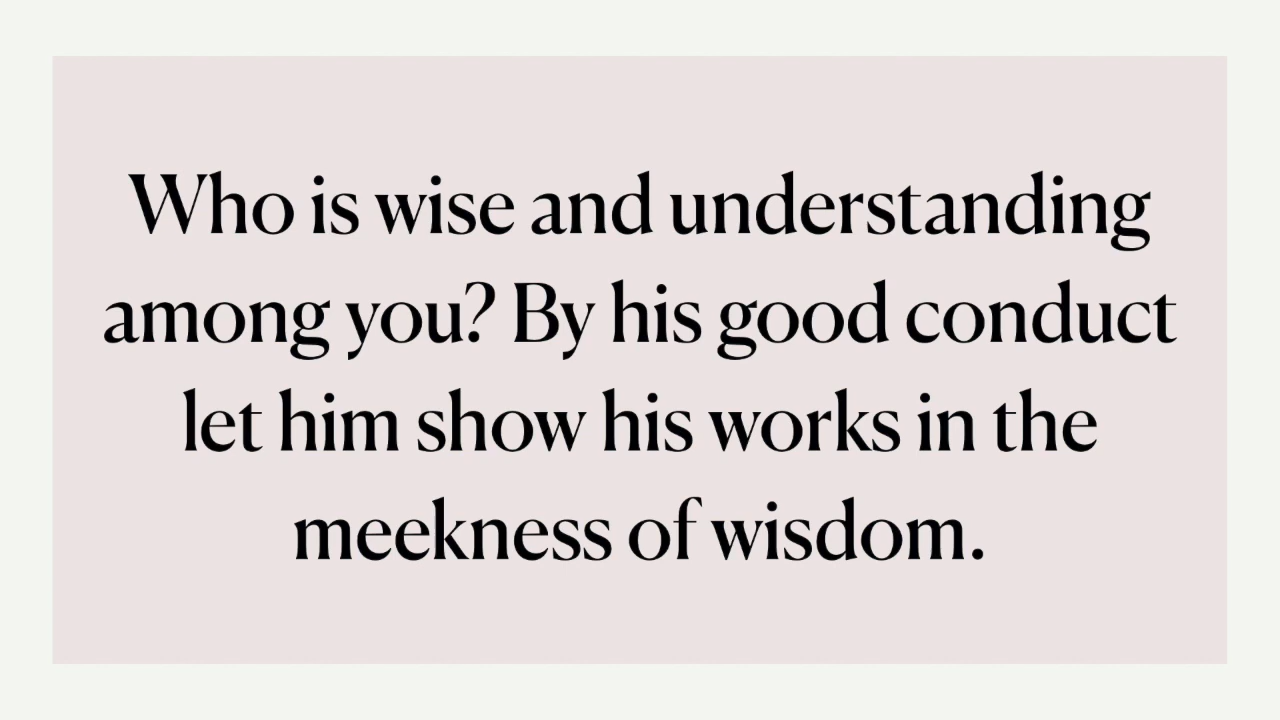 Who is wise and understanding
among you? By his good conduct
let him show his works in the
meekness of wisdom.